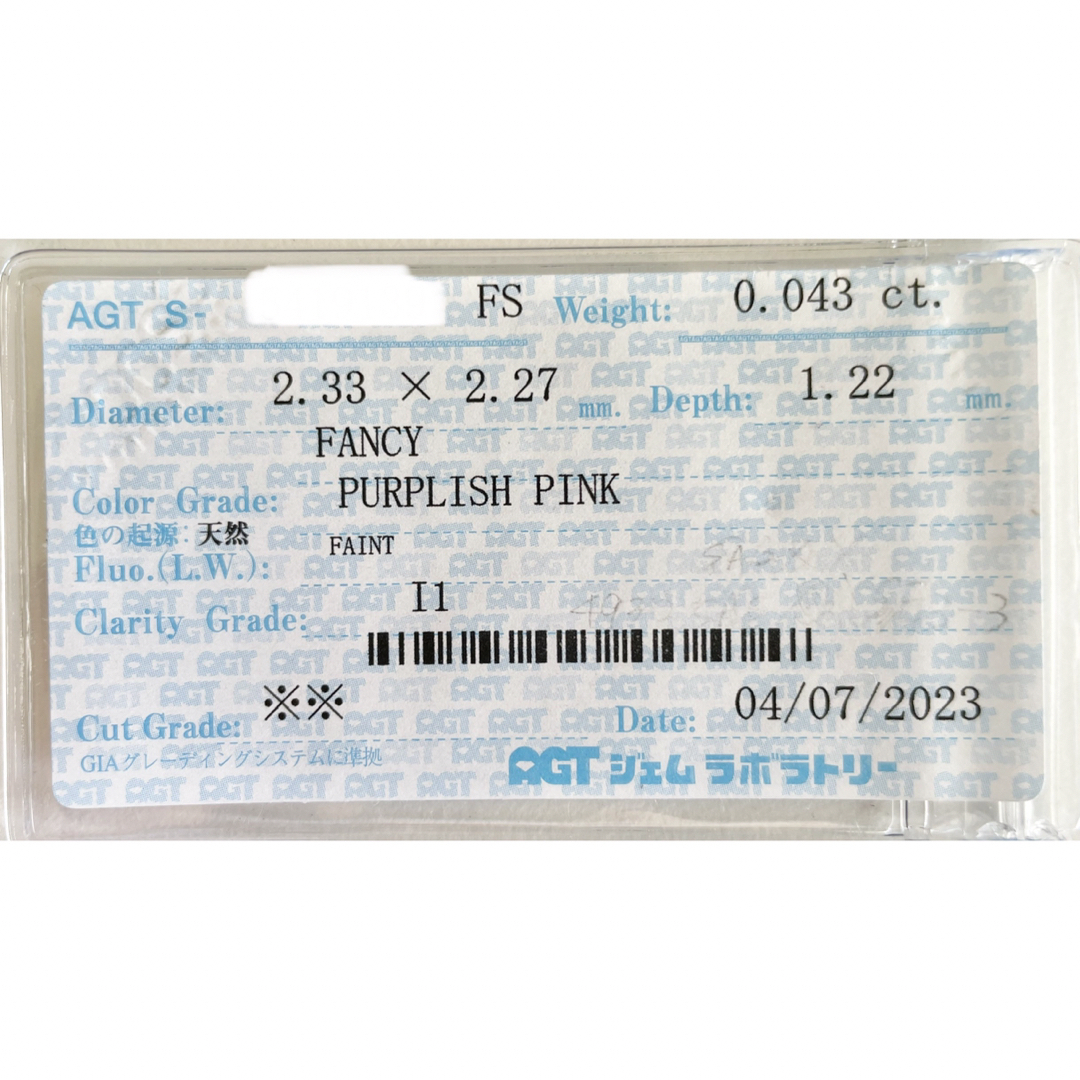 AGT S- FS Weight: 0.043 ct.
Diameter: 2.33 × 2.27 mm. Depth: 1.22 mm.
FANCY
Color Grade: PURPLISH PINK
色の起源: 天然
Fluo.(L.W.): FAINT
Clarity Grade: I1
Cut Grade: ※※ Date: 04/07/2023
GIAグレーディングシステムに準拠
AGT ジェムラボラトリー